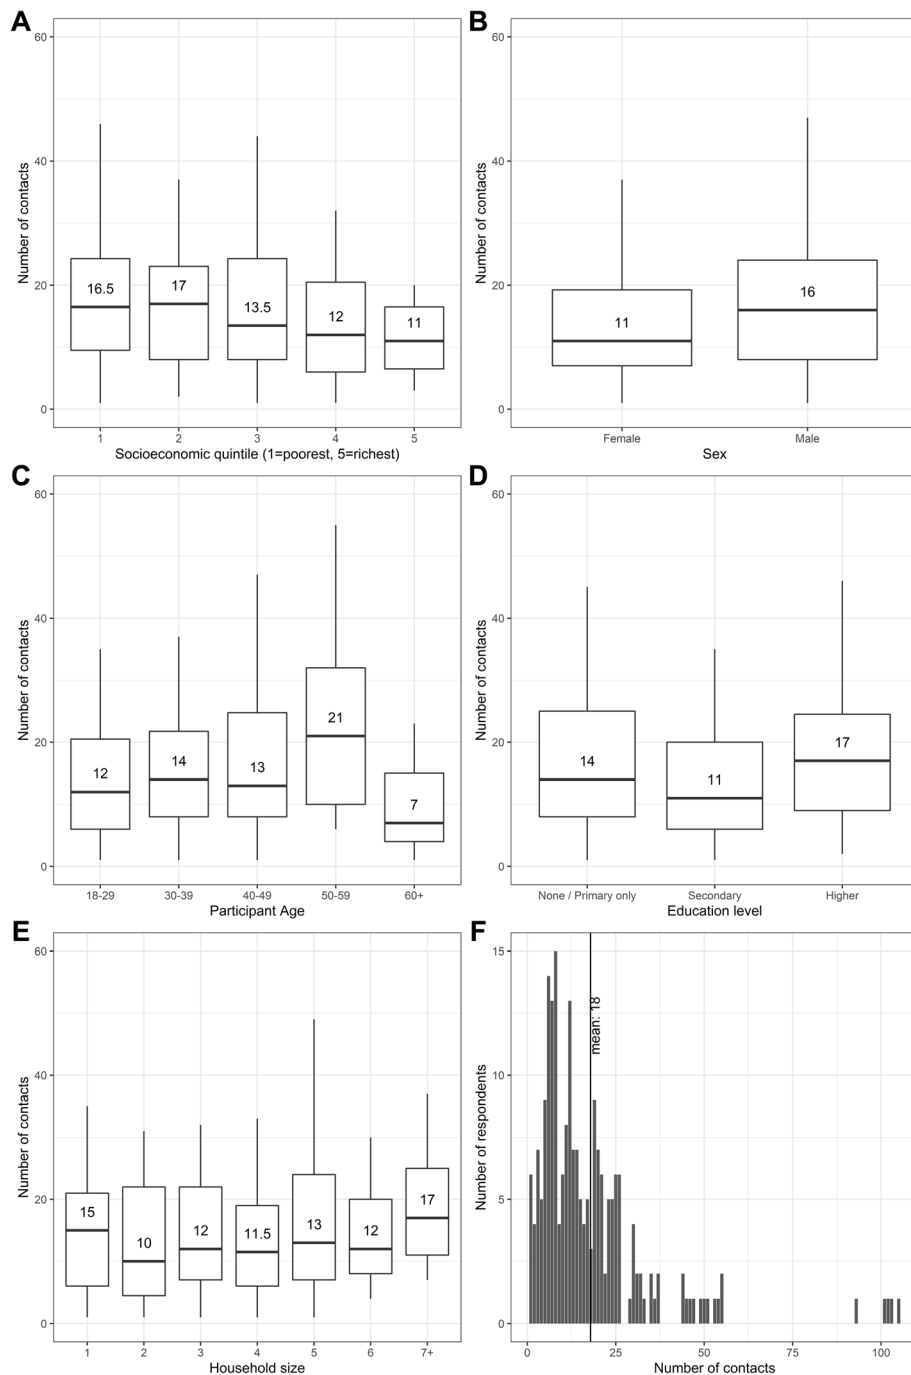 A
Number of contacts
60
40
20
0
16.5
17
13.5
12
11
1 2 3 4 5
Socioeconomic quintile (1=poorest, 5=richest)
B
Number of contacts
60
40
20
0
11
16
Female Male
Sex
C
Number of contacts
60
40
20
0
12
14
13
21
7
18-29 30-39 40-49 50-59 60+
Participant Age
D
Number of contacts
60
40
20
0
14
11
17
None / Primary only Secondary Higher
Education level
E
Number of contacts
60
40
20
0
15
10
12
11.5
13
12
17
1 2 3 4 5 6 7+
Household size
F
Number of respondents
15
10
5
0
mean: 18
0 25 50 75 100
Number of contacts